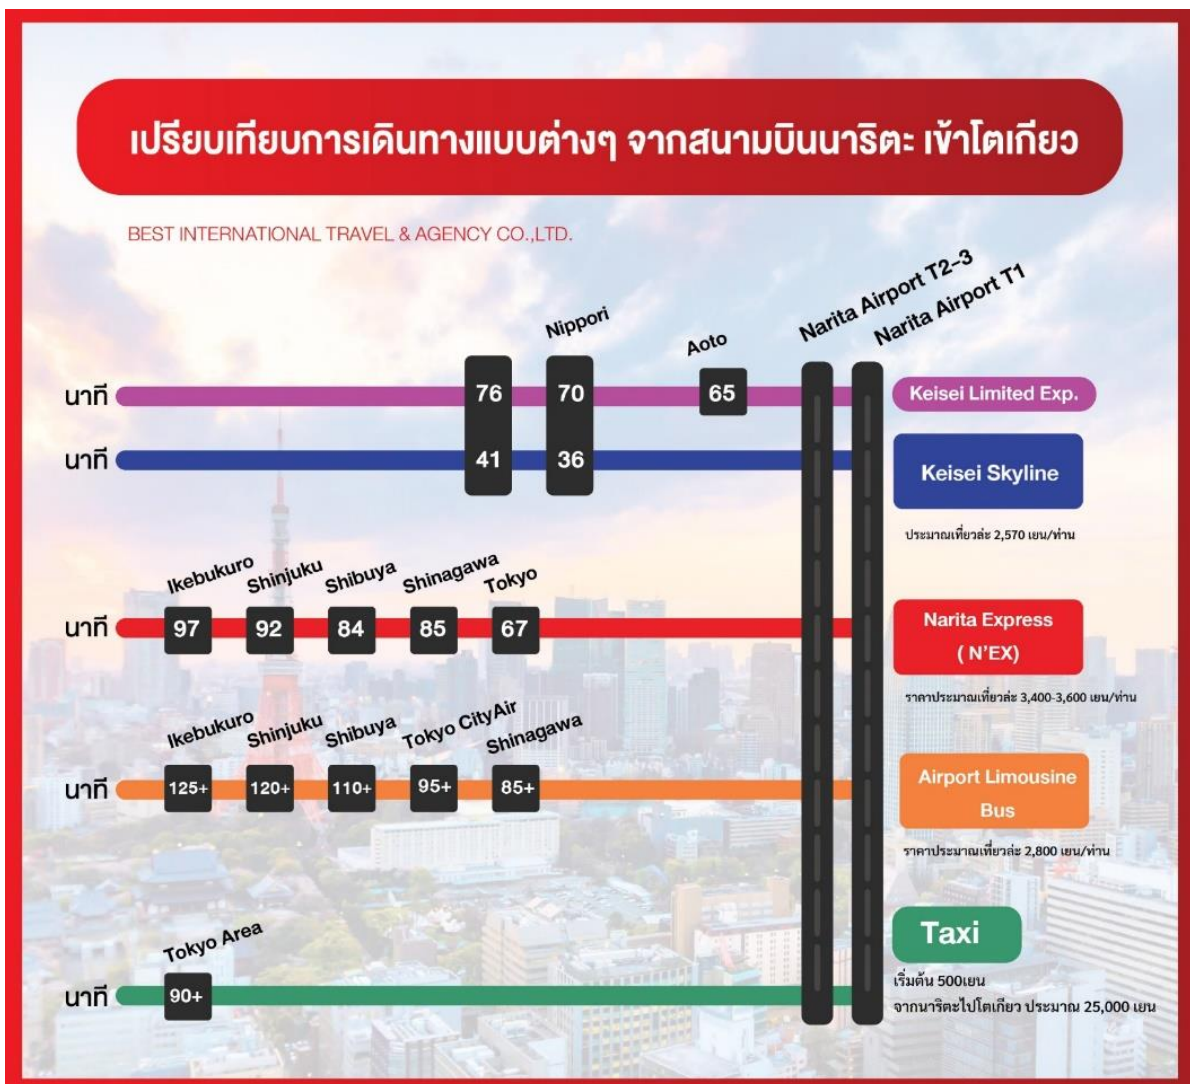 เปรียบเทียบการเดินทางแบบต่างๆ จากสนามบินนาริตะ เข้าโตเกียว
BEST INTERNATIONAL TRAVEL & AGENCY CO.,LTD.
Narita Airport T2-3
Narita Airport T1
Nippori
Aoto
นาที
76
70
65
Keisei Limited Exp.
นาที
41
36
Keisei Skyline
ประมาณเที่ยวล่ะ 2,570 เยน/ท่าน
Ikebukuro
Shinjuku
Shibuya
Shinagawa
Tokyo
นาที
97
92
84
85
67
Narita Express
( N'EX)
ราคาประมาณเที่ยวล่ะ 3,400-3,600 เยน/ท่าน
Ikebukuro
Shinjuku
Shibuya
Tokyo CityAir
Shinagawa
นาที
125+
120+
110+
95+
85+
Airport Limousine
Bus
ราคาประมาณเที่ยวล่ะ 2,800 เยน/ท่าน
Tokyo Area
นาที
90+
Taxi
เริ่มต้น 500เยน
จากนาริตะไปโตเกียว ประมาณ 25,000 เยน